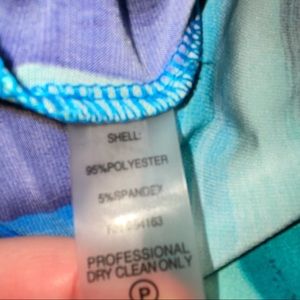 SHELL:
95%POLYESTER
5%SPANDEX
PROFESSIONAL
DRY CLEAN ONLY
P